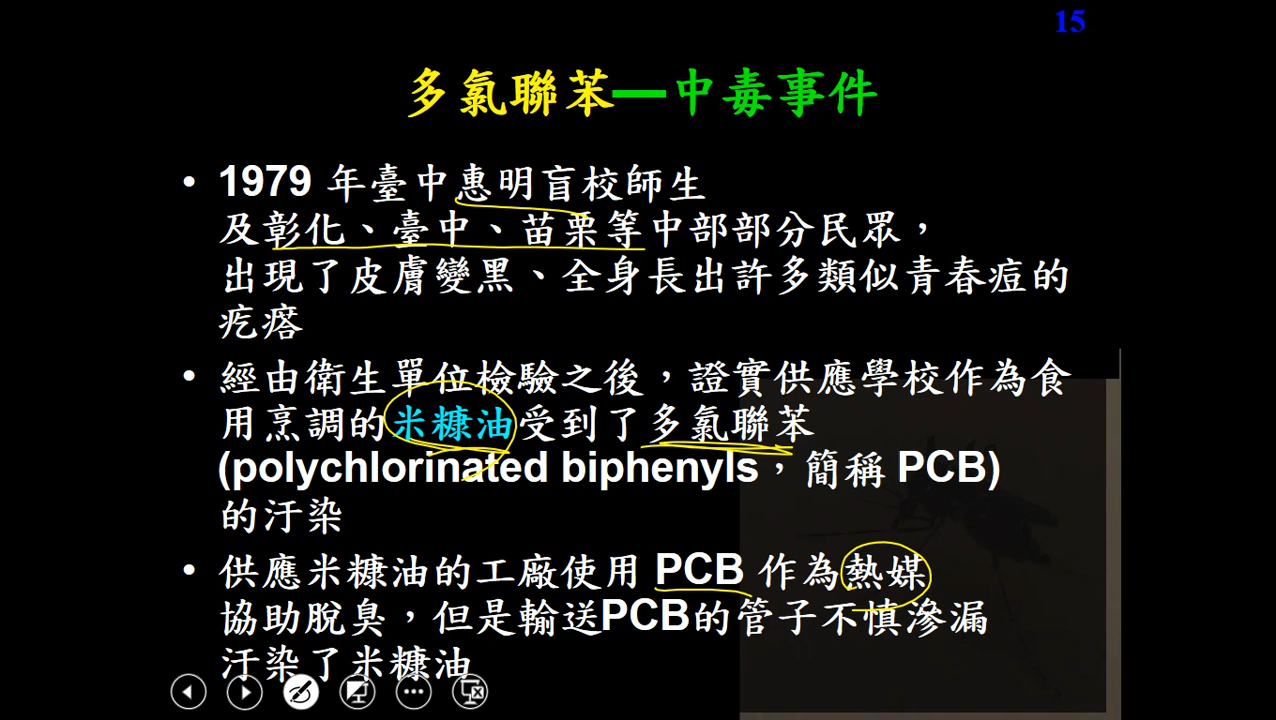 15
多氯聯苯—中毒事件
• 1979 年臺中惠明盲校師生
及彰化、臺中、苗栗等中部部分民眾，
出現了皮膚變黑、全身長出許多類似青春痘的
疙瘩
• 經由衛生單位檢驗之後，證實供應學校作為食
用烹調的米糠油受到了多氯聯苯
(polychlorinated biphenyls，簡稱 PCB)
的汙染
• 供應米糠油的工廠使用 PCB 作為熱媒
協助脫臭，但是輸送PCB的管子不慎滲漏
汙染了米糠油